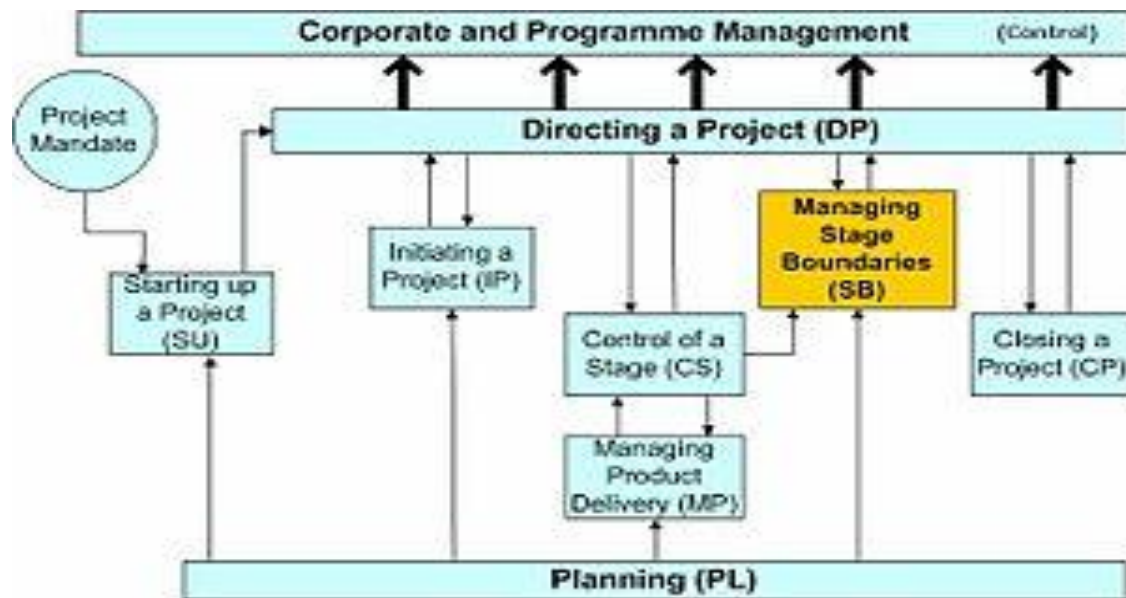 Corporate and Programme Management (Control)
Project
Mandate
Directing a Project (DP)
Starting up
a Project
(SU)
Initiating a
Project (IP)
Control of a
Stage (CS)
Managing
Product
Delivery (MP)
Managing
Stage
Boundaries
(SB)
Closing a
Project (CP)
Planning (PL)